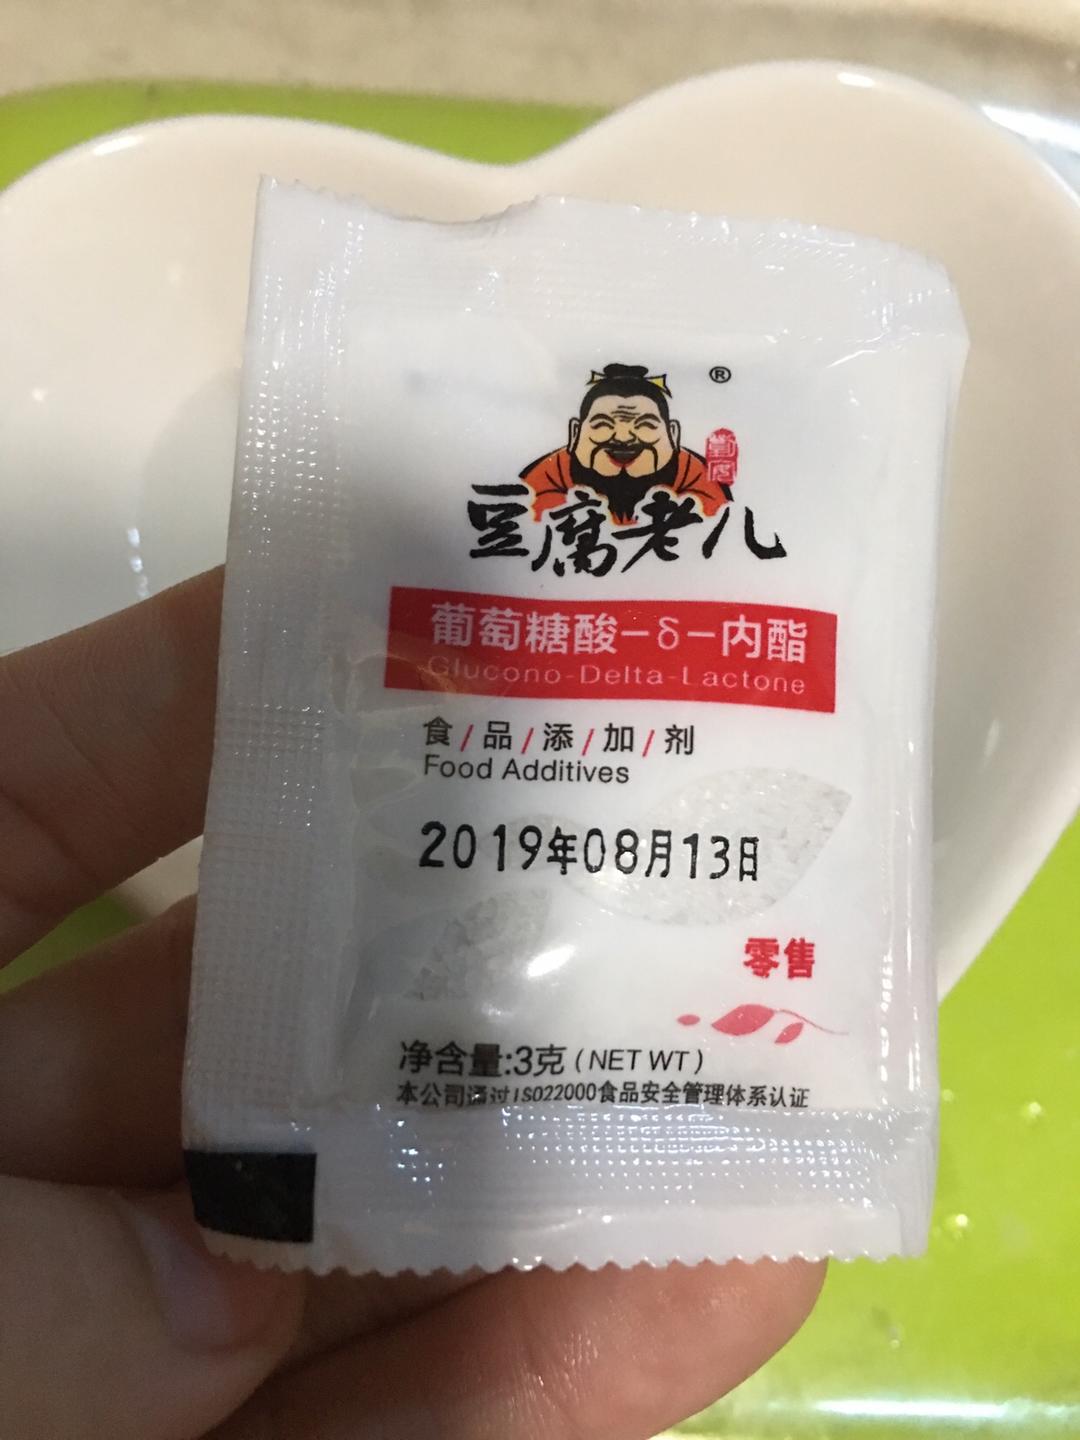 ®
豆腐老儿
葡萄糖酸-δ-内酯
Glucono-Delta-Lactone
食/品/添/加/剂
Food Additives
2019年08月13日
零售
净含量:3克(NET WT)
本公司通过ISO22000食品安全管理体系认证